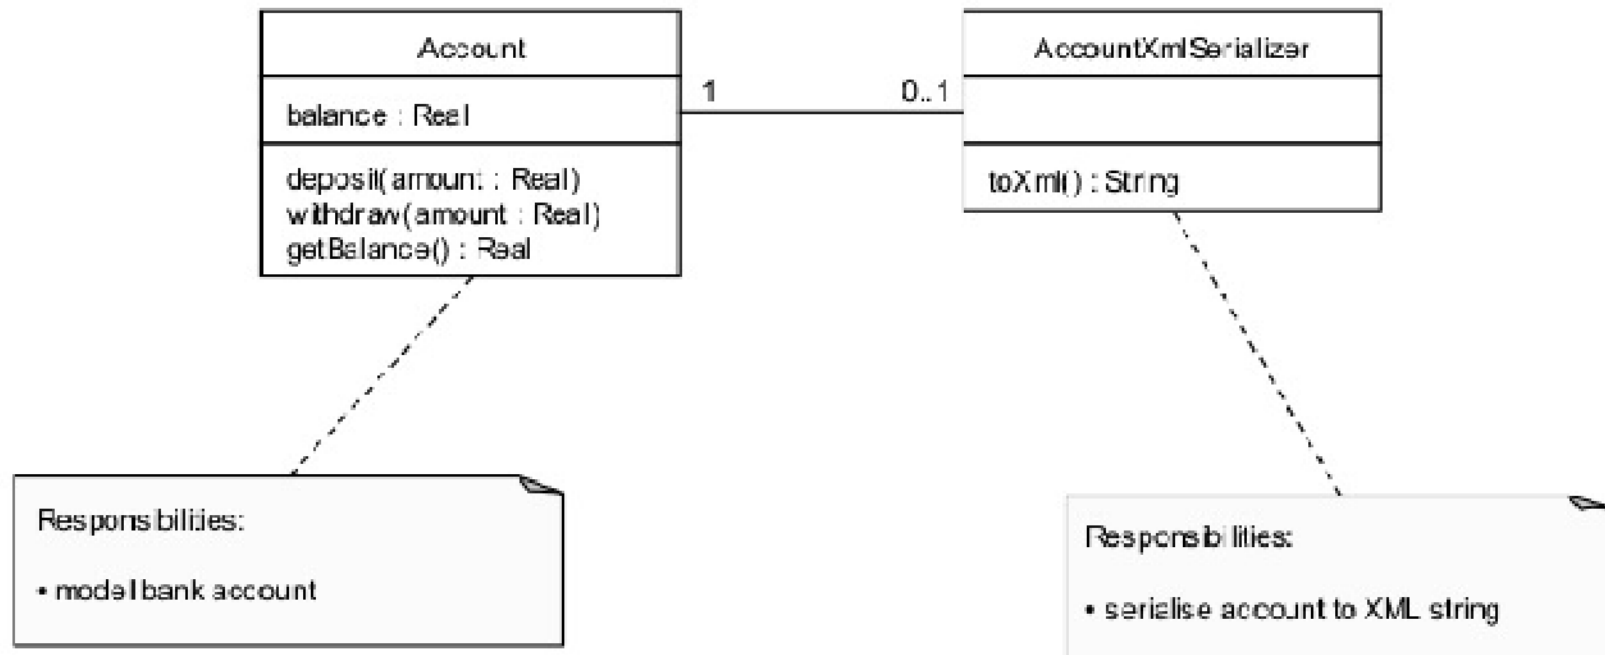 Account
balance : Real
deposit(amount : Real)
withdraw(amount : Real)
getBalance() : Real
1
0..1
AccountXmlSerializer
toXml() : String
Responsibilities:
• model bank account
Responsibilities:
• serialise account to XML string